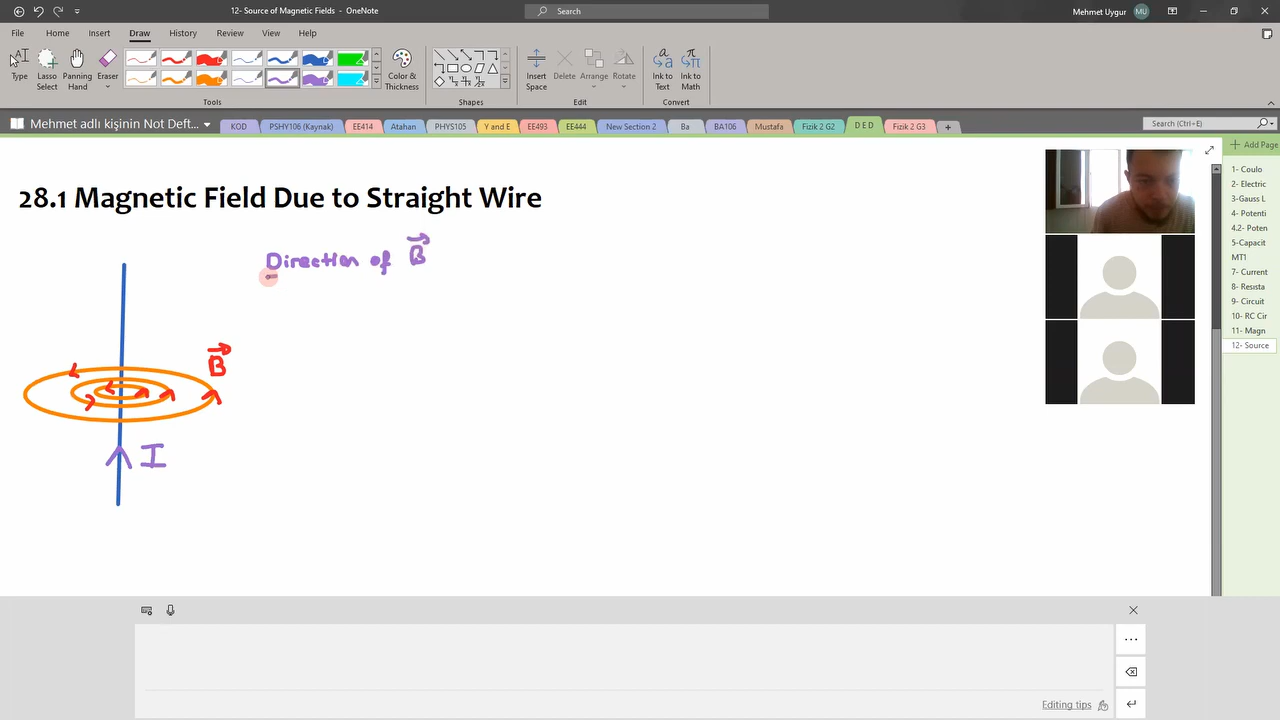 12- Source of Magnetic Fields - OneNote
Search
Mehmet Uygur
MU
File Home Insert Draw History Review View Help
Type
Lasso Select
Panning Hand
Eraser
Color & Thickness
Insert Space
Delete
Arrange
Rotate
Ink to Text
Ink to Math
Tools
Shapes
Edit
Convert
Mehmet adlı kişinin Not Deft...
KOD PSHY106 (Kaynak) EE414 Atahan PHYS105 Y and E EE493 EE444 New Section 2 Ba BA106 Mustafa Fizik 2 G2 D E D Fizik 2 G3 +
Search (Ctrl+E)
Add Page
28.1 Magnetic Field Due to Straight Wire
Direction of B⃗
B⃗
I
1- Coulo
2- Electric
3-Gauss L
4- Potenti
4.2- Poten
5-Capacit
MT1
7- Current
8- Resista
9- Circuit
10- RC Cir
11- Magn
12- Source
Editing tips